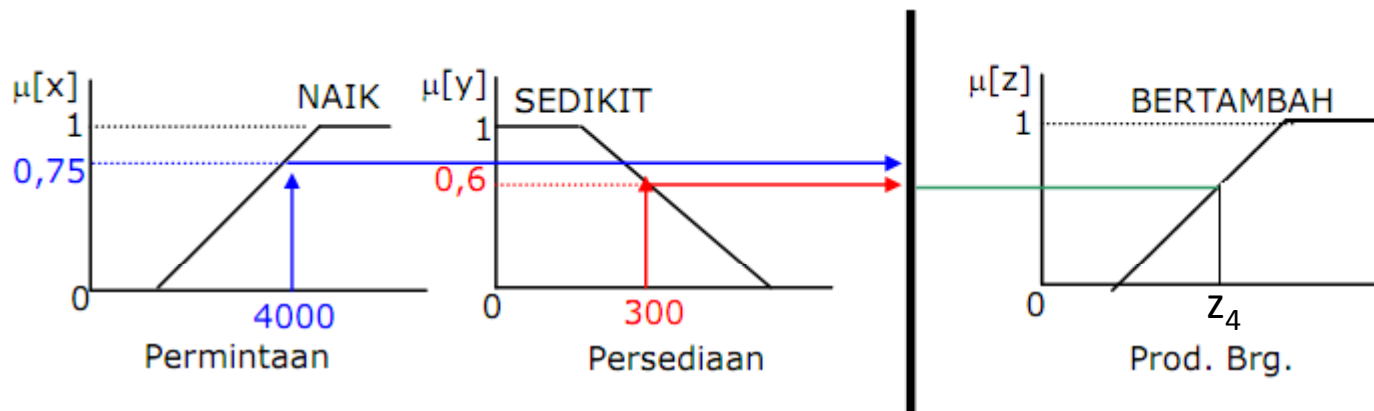 μ[x]
NAIK
1
0,75
0
4000
Permintaan
μ[y]
SEDIKIT
1
0,6
0
300
Persediaan
μ[z]
BERTAMBAH
1
0
z₄
Prod. Brg.